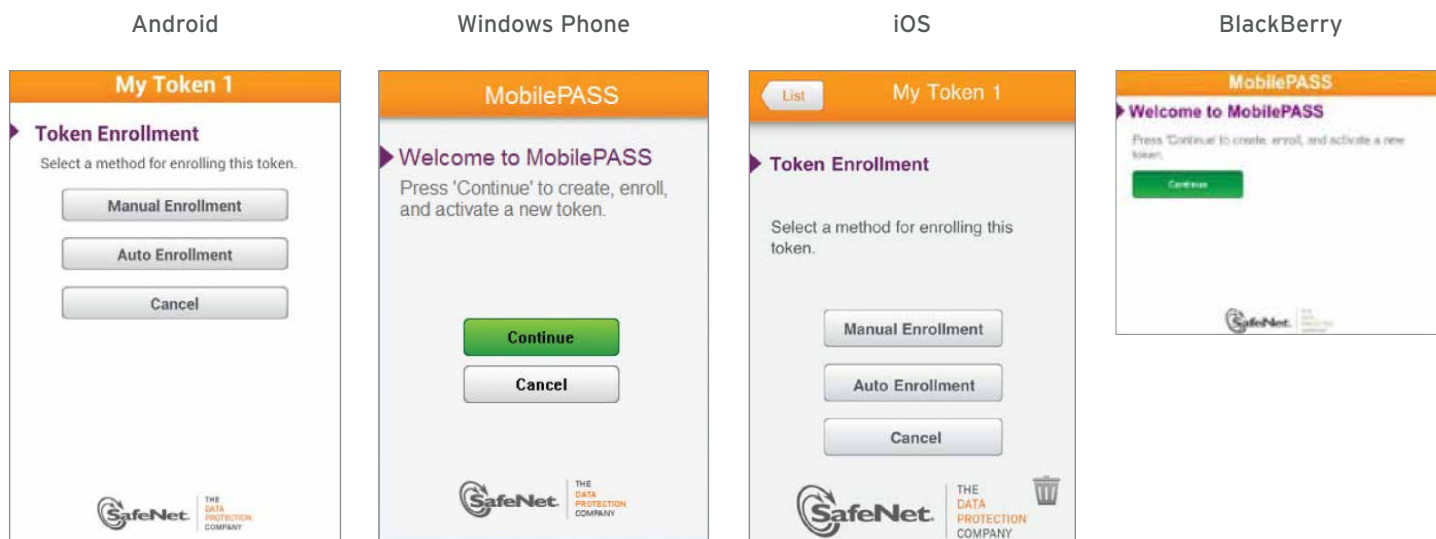 Android
Windows Phone
iOS
BlackBerry
My Token 1
Token Enrollment
Select a method for enrolling this token.
Manual Enrollment
Auto Enrollment
Cancel
SafeNet.
THE
DATA
PROTECTION
COMPANY
MobilePASS
Welcome to MobilePASS
Press 'Continue' to create, enroll,
and activate a new token.
Continue
Cancel
SafeNet.
THE
DATA
PROTECTION
COMPANY
List
My Token 1
Token Enrollment
Select a method for enrolling this
token.
Manual Enrollment
Auto Enrollment
Cancel
SafeNet.
THE
DATA
PROTECTION
COMPANY
MobilePASS
Welcome to MobilePASS
Press 'Continue' to create, enroll, and activate a new
token.
Continue
SafeNet.